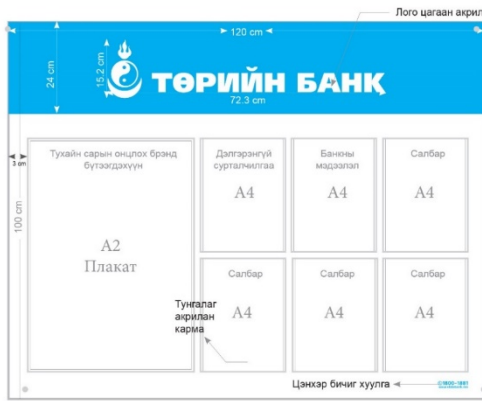 Лого цагаан акрил
120 cm
24 cm
15.2 cm
ТӨРИЙН БАНК
72.3 cm
3 cm
100 cm
Тухайн сарын онцлох брэнд
бүтээгдэхүүн
A2
Плакат
Дэлгэрэнгүй
сурталчилгаа
A4
Банкны
мэдээлэл
A4
Салбар
A4
Салбар
A4
Салбар
A4
Салбар
A4
Тунгалаг
акрилан
карма
Цэнхэр бичиг хуулга
1800-1881